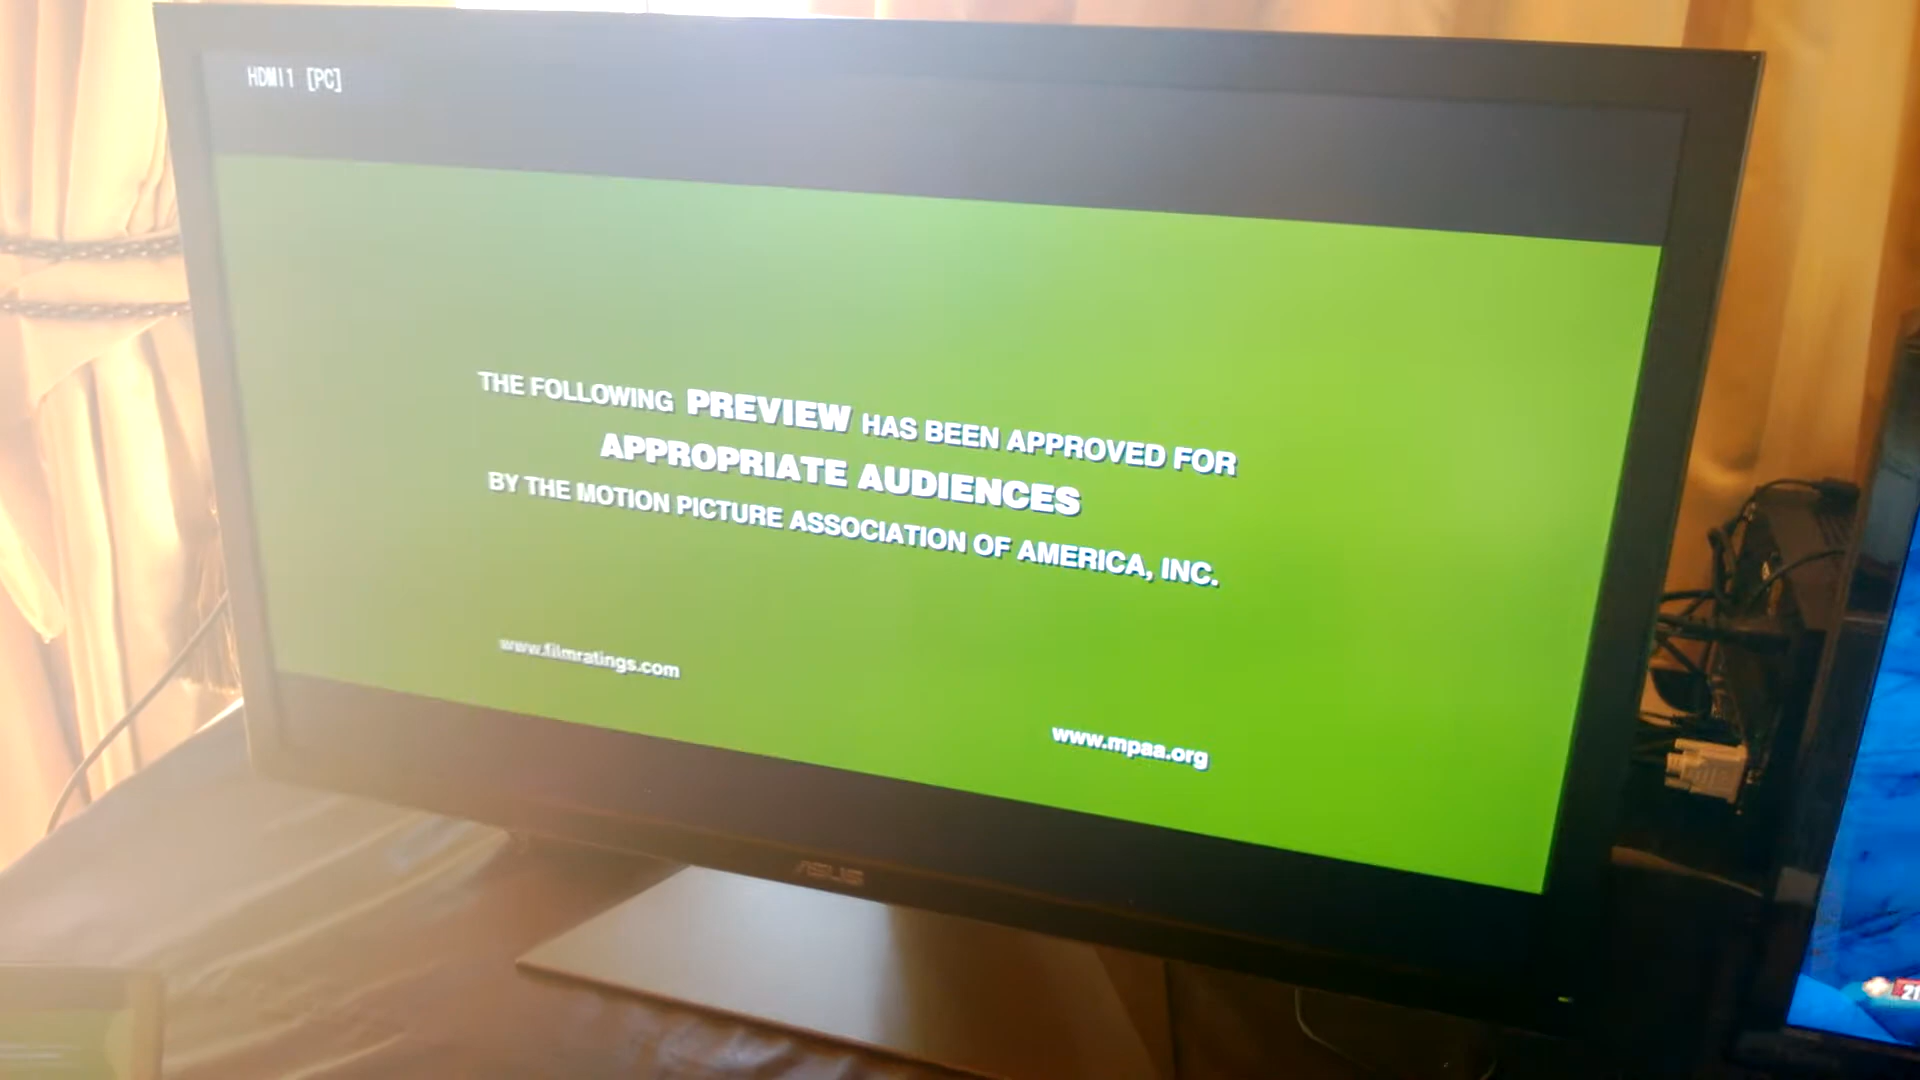 HDMI1 [PC]
THE FOLLOWING PREVIEW HAS BEEN APPROVED FOR
APPROPRIATE AUDIENCES
BY THE MOTION PICTURE ASSOCIATION OF AMERICA, INC.
www.filmratings.com
www.mpaa.org
ASUS
21